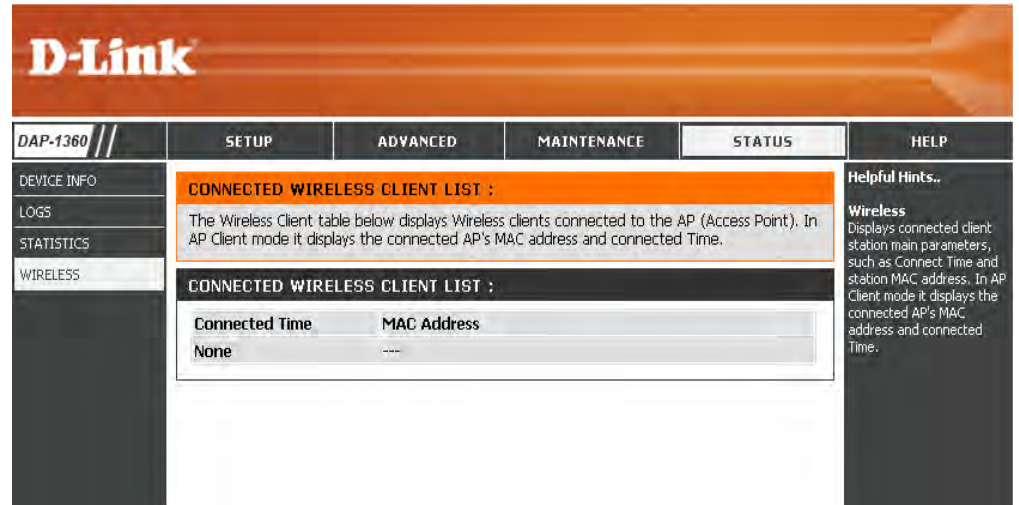 D-Link
DAP-1360
SETUP
ADVANCED
MAINTENANCE
STATUS
HELP
DEVICE INFO
LOGS
STATISTICS
WIRELESS
CONNECTED WIRELESS CLIENT LIST :
The Wireless Client table below displays Wireless clients connected to the AP (Access Point). In
AP Client mode it displays the connected AP's MAC address and connected Time.
CONNECTED WIRELESS CLIENT LIST :
Connected Time MAC Address
None ---
Helpful Hints..
Wireless
Displays connected client
station main parameters,
such as Connect Time and
station MAC address. In AP
Client mode it displays the
connected AP's MAC
address and connected
Time.